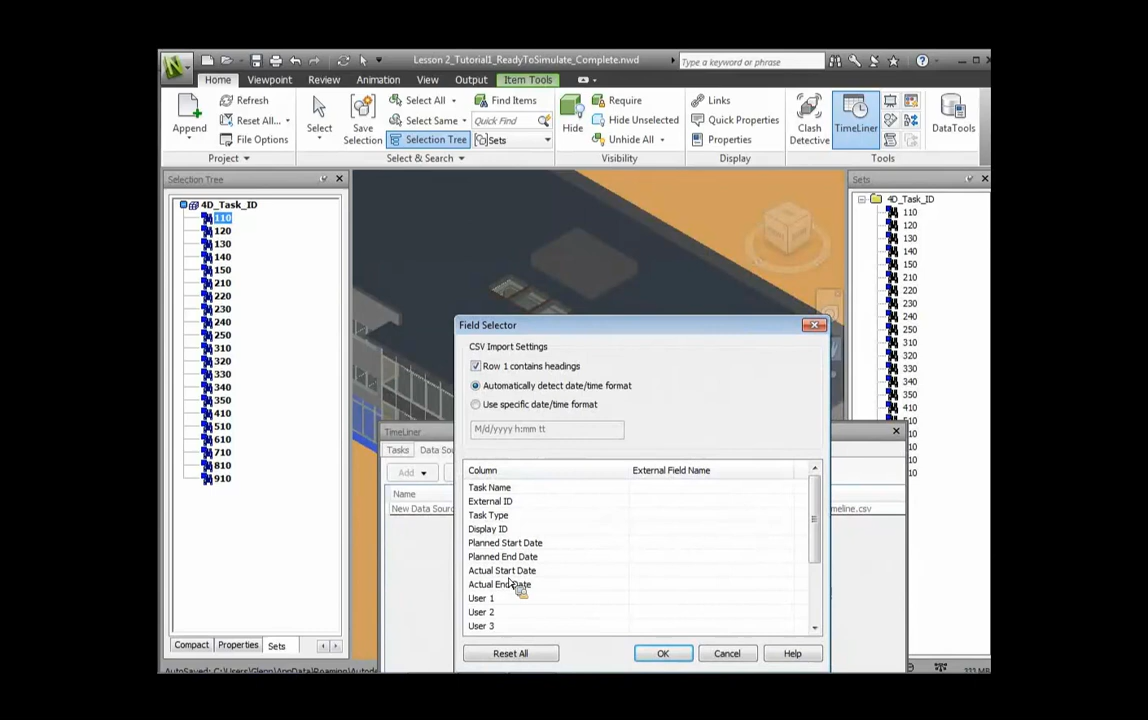 Lesson 2_Tutorial1_ReadyToSimulate_Complete.nwd
Type a keyword or phrase
Home Viewpoint Review Animation View Output Item Tools
Append
Refresh
Reset All...
File Options
Project
Select
Save Selection
Select All
Select Same
Selection Tree
Find Items
Quick Find
Sets
Select & Search
Hide
Require
Hide Unselected
Unhide All
Visibility
Links
Quick Properties
Properties
Display
Clash Detective
TimeLiner
DataTools
Tools
Selection Tree
4D_Task_ID
110
120
130
140
150
210
220
230
240
250
310
320
330
340
350
410
510
610
710
810
910
Compact Properties Sets
Sets
4D_Task_ID
110
120
130
140
150
210
220
230
240
250
310
320
330
340
350
410
TimeLiner
Tasks Data Sou
Add
Name
New Data Sourc
meline.csv
Field Selector
CSV Import Settings
Row 1 contains headings
Automatically detect date/time format
Use specific date/time format
M/d/yyyy h:mm tt
Column External Field Name
Task Name
External ID
Task Type
Display ID
Planned Start Date
Planned End Date
Actual Start Date
Actual End Date
User 1
User 2
User 3
Reset All OK Cancel Help